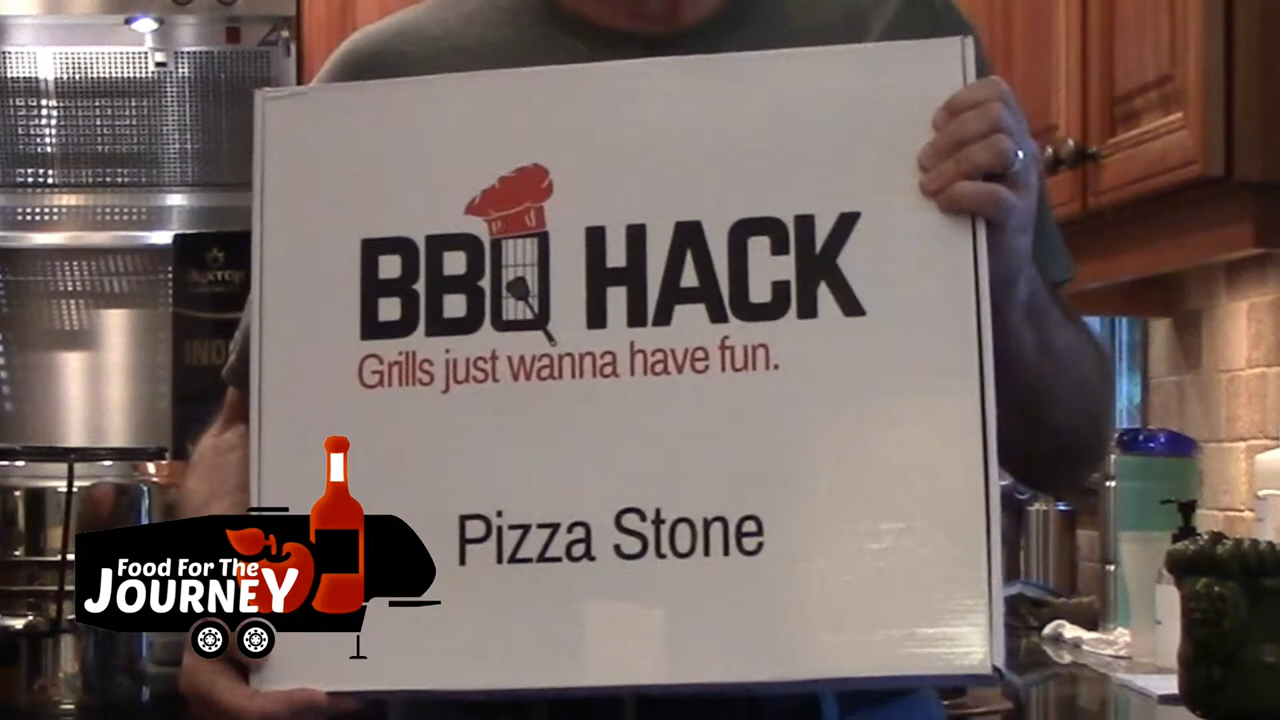 BBQ HACK
Grills just wanna have fun.
Pizza Stone
Food For The
JOURNEY